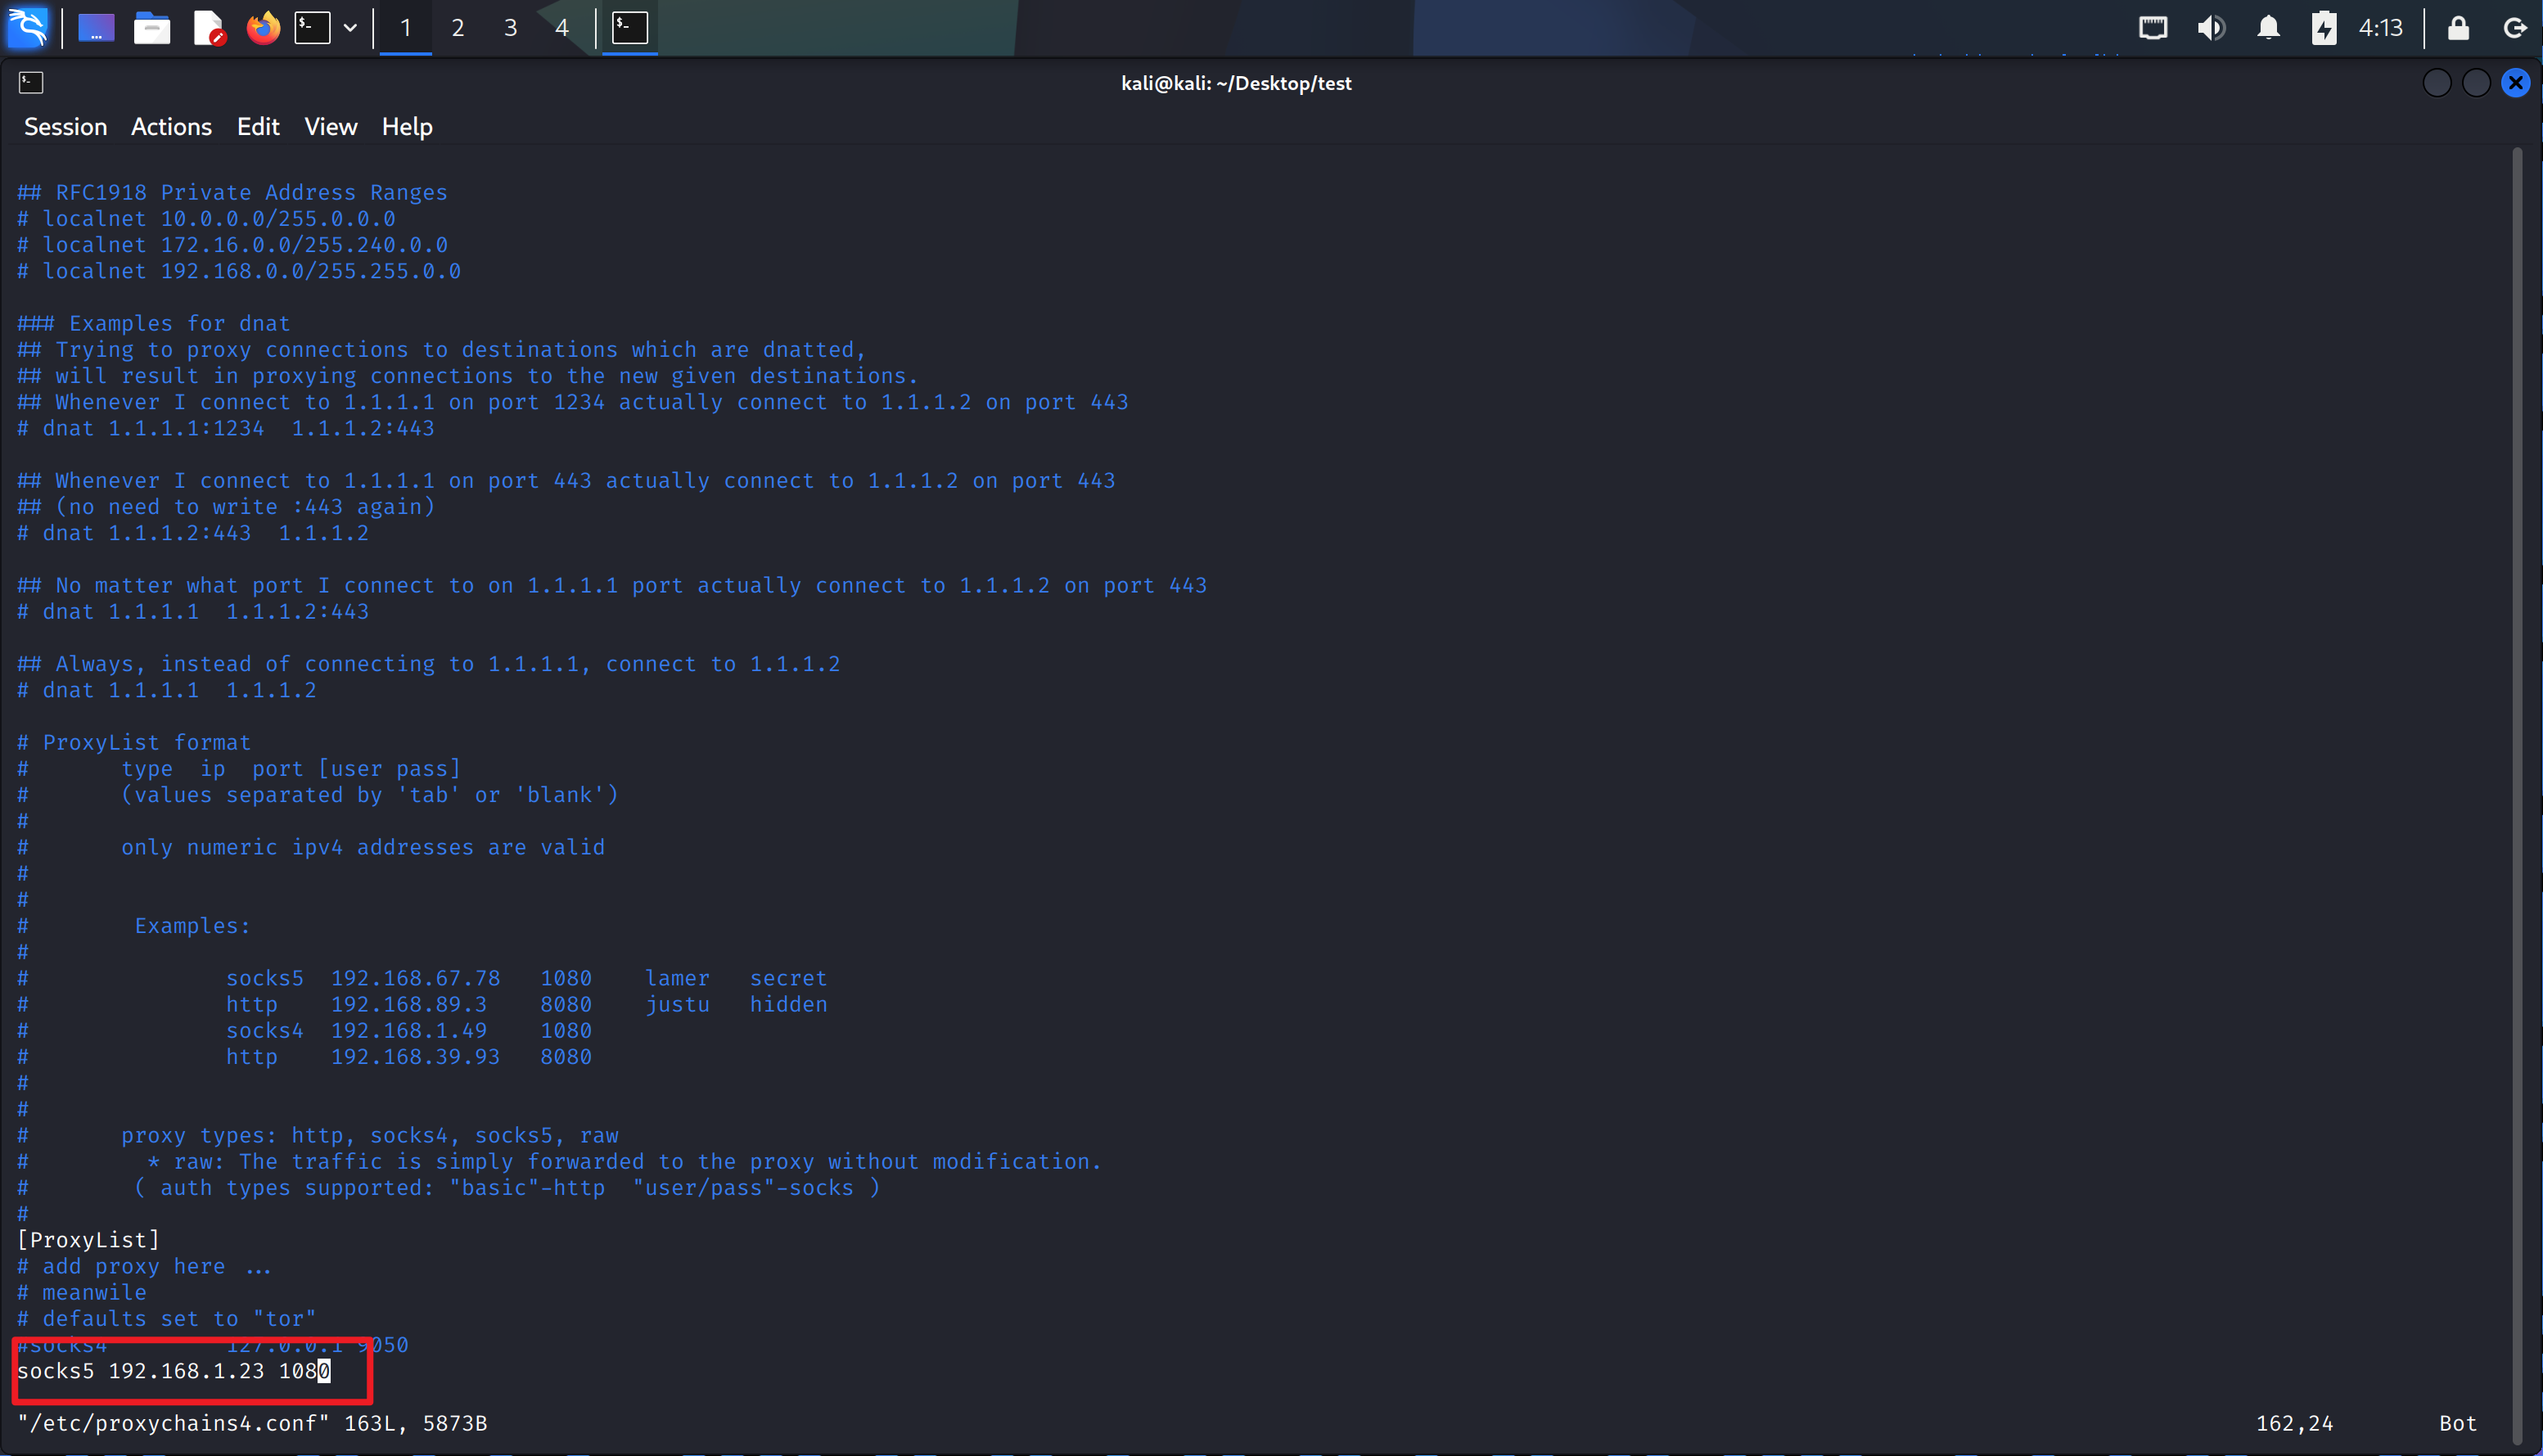 1 2 3 4 4:13
kali@kali: ~/Desktop/test
Session Actions Edit View Help
## RFC1918 Private Address Ranges
# localnet 10.0.0.0/255.0.0.0
# localnet 172.16.0.0/255.240.0.0
# localnet 192.168.0.0/255.255.0.0
### Examples for dnat
## Trying to proxy connections to destinations which are dnatted,
## will result in proxying connections to the new given destinations.
## Whenever I connect to 1.1.1.1 on port 1234 actually connect to 1.1.1.2 on port 443
# dnat 1.1.1.1:1234  1.1.1.2:443
## Whenever I connect to 1.1.1.1 on port 443 actually connect to 1.1.1.2 on port 443
## (no need to write :443 again)
# dnat 1.1.1.2:443  1.1.1.2
## No matter what port I connect to on 1.1.1.1 port actually connect to 1.1.1.2 on port 443
# dnat 1.1.1.1  1.1.1.2:443
## Always, instead of connecting to 1.1.1.1, connect to 1.1.1.2
# dnat 1.1.1.1  1.1.1.2
# ProxyList format
#       type  ip  port [user pass]
#       (values separated by 'tab' or 'blank')
#
#       only numeric ipv4 addresses are valid
#
#
#        Examples:
#
#               socks5  192.168.67.78   1080    lamer   secret
#               http    192.168.89.3    8080    justu   hidden
#               socks4  192.168.1.49    1080
#               http    192.168.39.93   8080
#
#
#       proxy types: http, socks4, socks5, raw
#         * raw: The traffic is simply forwarded to the proxy without modification.
#        ( auth types supported: "basic"-http  "user/pass"-socks )
#
[ProxyList]
# add proxy here ...
# meanwile
# defaults set to "tor"
#socks4         127.0.0.1 9050
socks5 192.168.1.23 1080
"/etc/proxychains4.conf" 163L, 5873B 162,24 Bot